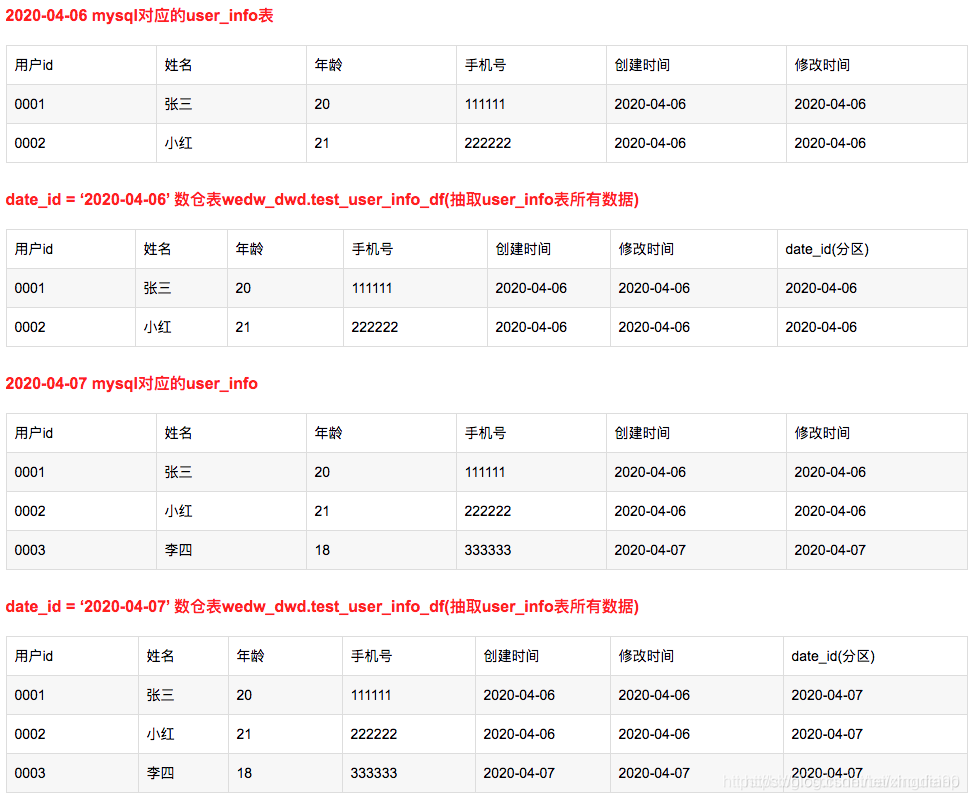 2020-04-06 mysql对应的user_info表
用户id 姓名 年龄 手机号 创建时间 修改时间
0001 张三 20 111111 2020-04-06 2020-04-06
0002 小红 21 222222 2020-04-06 2020-04-06
date_id = ‘2020-04-06’ 数仓表wedw_dwd.test_user_info_df(抽取user_info表所有数据)
用户id 姓名 年龄 手机号 创建时间 修改时间 date_id(分区)
0001 张三 20 111111 2020-04-06 2020-04-06 2020-04-06
0002 小红 21 222222 2020-04-06 2020-04-06 2020-04-06
2020-04-07 mysql对应的user_info
用户id 姓名 年龄 手机号 创建时间 修改时间
0001 张三 20 111111 2020-04-06 2020-04-06
0002 小红 21 222222 2020-04-06 2020-04-06
0003 李四 18 333333 2020-04-07 2020-04-07
date_id = ‘2020-04-07’ 数仓表wedw_dwd.test_user_info_df(抽取user_info表所有数据)
用户id 姓名 年龄 手机号 创建时间 修改时间 date_id(分区)
0001 张三 20 111111 2020-04-06 2020-04-06 2020-04-07
0002 小红 21 222222 2020-04-06 2020-04-06 2020-04-07
0003 李四 18 333333 2020-04-07 2020-04-07 2020-04-07